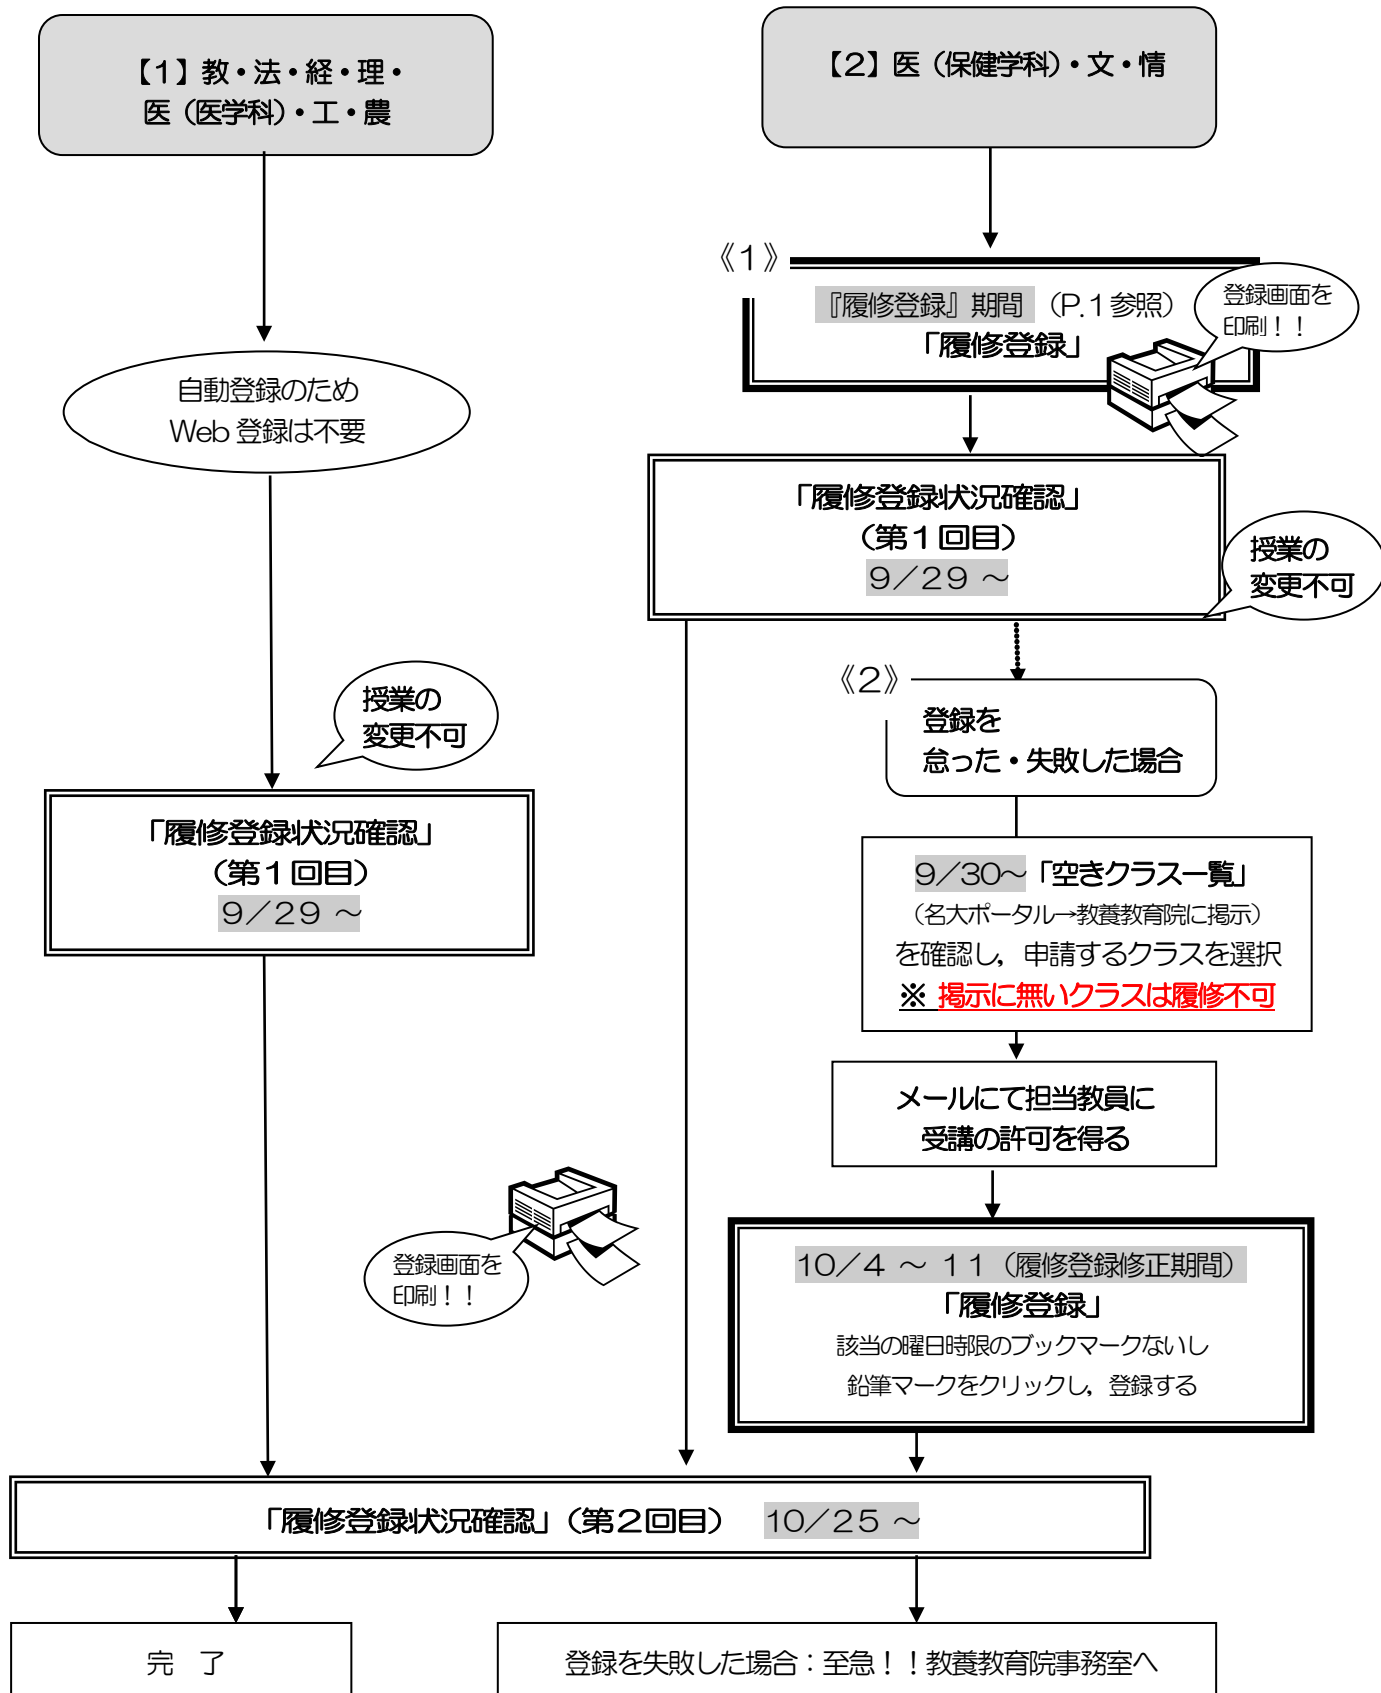 【1】教・法・経・理・
医（医学科）・工・農
自動登録のため
Web 登録は不要
授業の
変更不可
「履修登録状況確認」
（第１回目）
９／２９ ～
登録画面を
印刷！！
【2】医（保健学科）・文・情
《１》
『履修登録』期間 （P.１参照）
「履修登録」
登録画面を
印刷！！
「履修登録状況確認」
（第１回目）
９／２９ ～
授業の
変更不可
《２》
登録を
怠った・失敗した場合
９／３０～「空きクラス一覧」
（名大ポータル→教養教育院に掲示）
を確認し，申請するクラスを選択
※ 掲示に無いクラスは履修不可
メールにて担当教員に
受講の許可を得る
１０／４ ～ １１（履修登録修正期間）
「履修登録」
該当の曜日時限のブックマークないし
鉛筆マークをクリックし，登録する
「履修登録状況確認」（第２回目） １０／２５ ～
完 了
登録を失敗した場合：至急！！教養教育院事務室へ